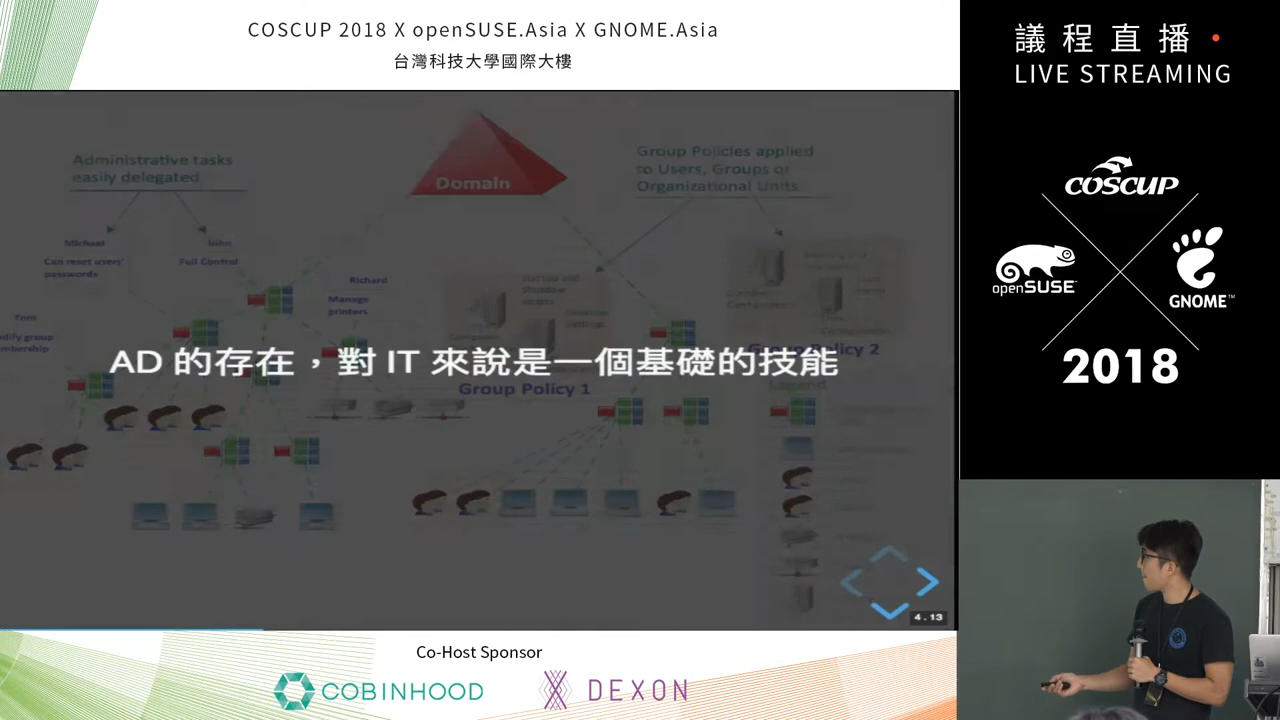 COSCUP 2018 X openSUSE.Asia X GNOME.Asia
台灣科技大學國際大樓
議程直播
LIVE STREAMING
COSCUP
openSUSE
GNOME™
2018
Administrative tasks
easily delegated
Domain
Group Policies applied
to Users, Groups or
Organizational Units
Michael
Can reset users'
passwords
John
Full Control
Richard
Manage
printers
Tom
AD 的存在，對 IT 來說是一個基礎的技能
Group Policy 1
Group Policy 2
Legend
4.13
Co-Host Sponsor
COBINHOOD
DEXON